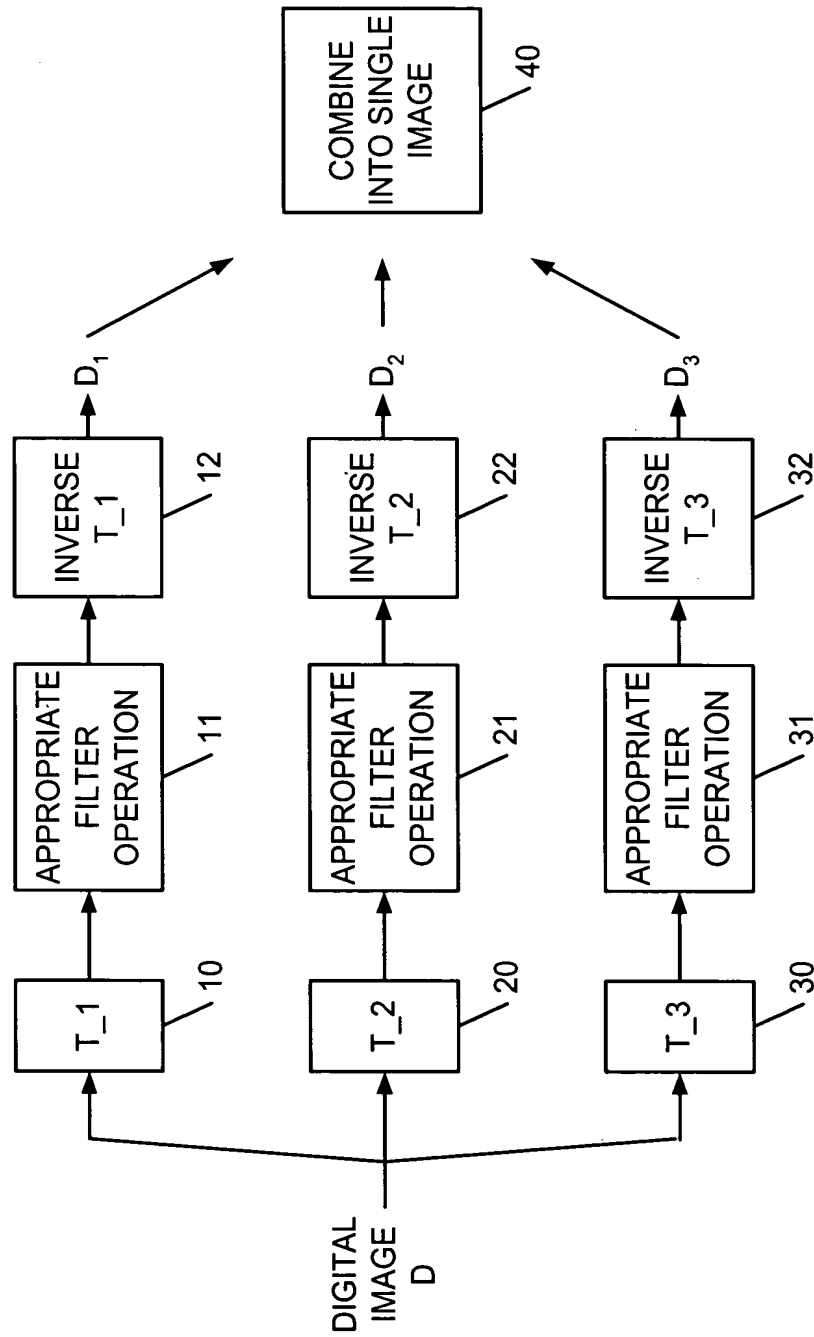 DIGITAL
IMAGE
D
T_1
10
APPROPRIATE
FILTER
OPERATION
11
INVERSE
T_1
12
D₁
T_2
20
APPROPRIATE
FILTER
OPERATION
21
INVERSE
T_2
22
D₂
T_3
30
APPROPRIATE
FILTER
OPERATION
31
INVERSE
T_3
32
D₃
COMBINE
INTO SINGLE
IMAGE
40